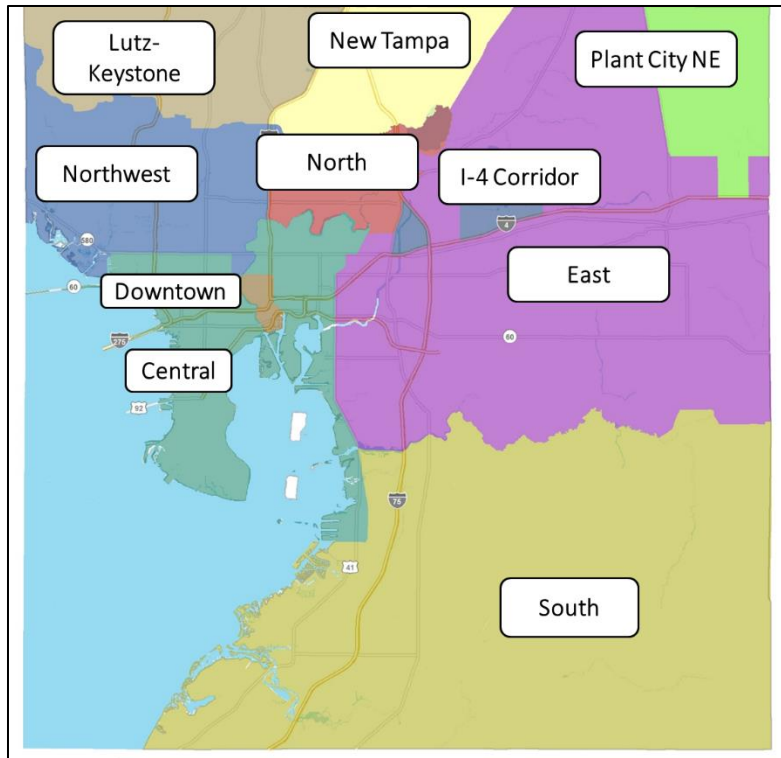 Lutz-
Keystone
New Tampa
Plant City NE
Northwest
North
I-4 Corridor
580
4
East
60
Downtown
60
275
Central
92
75
41
South